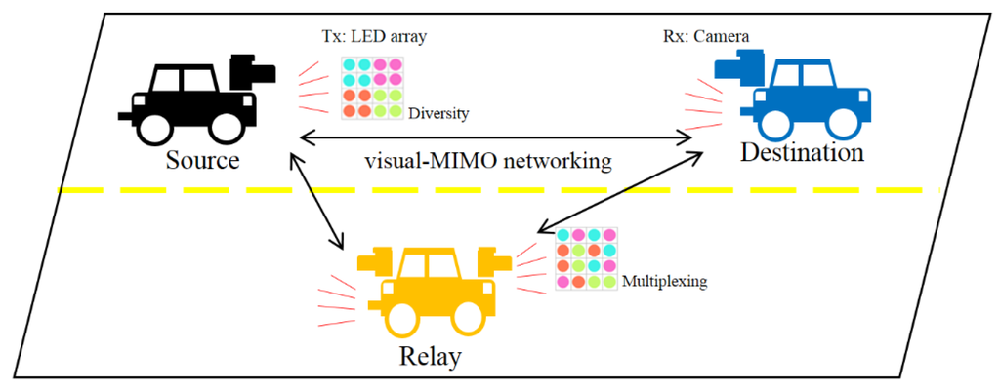 Tx: LED array
Rx: Camera
Diversity
Source
visual-MIMO networking
Destination
Multiplexing
Relay